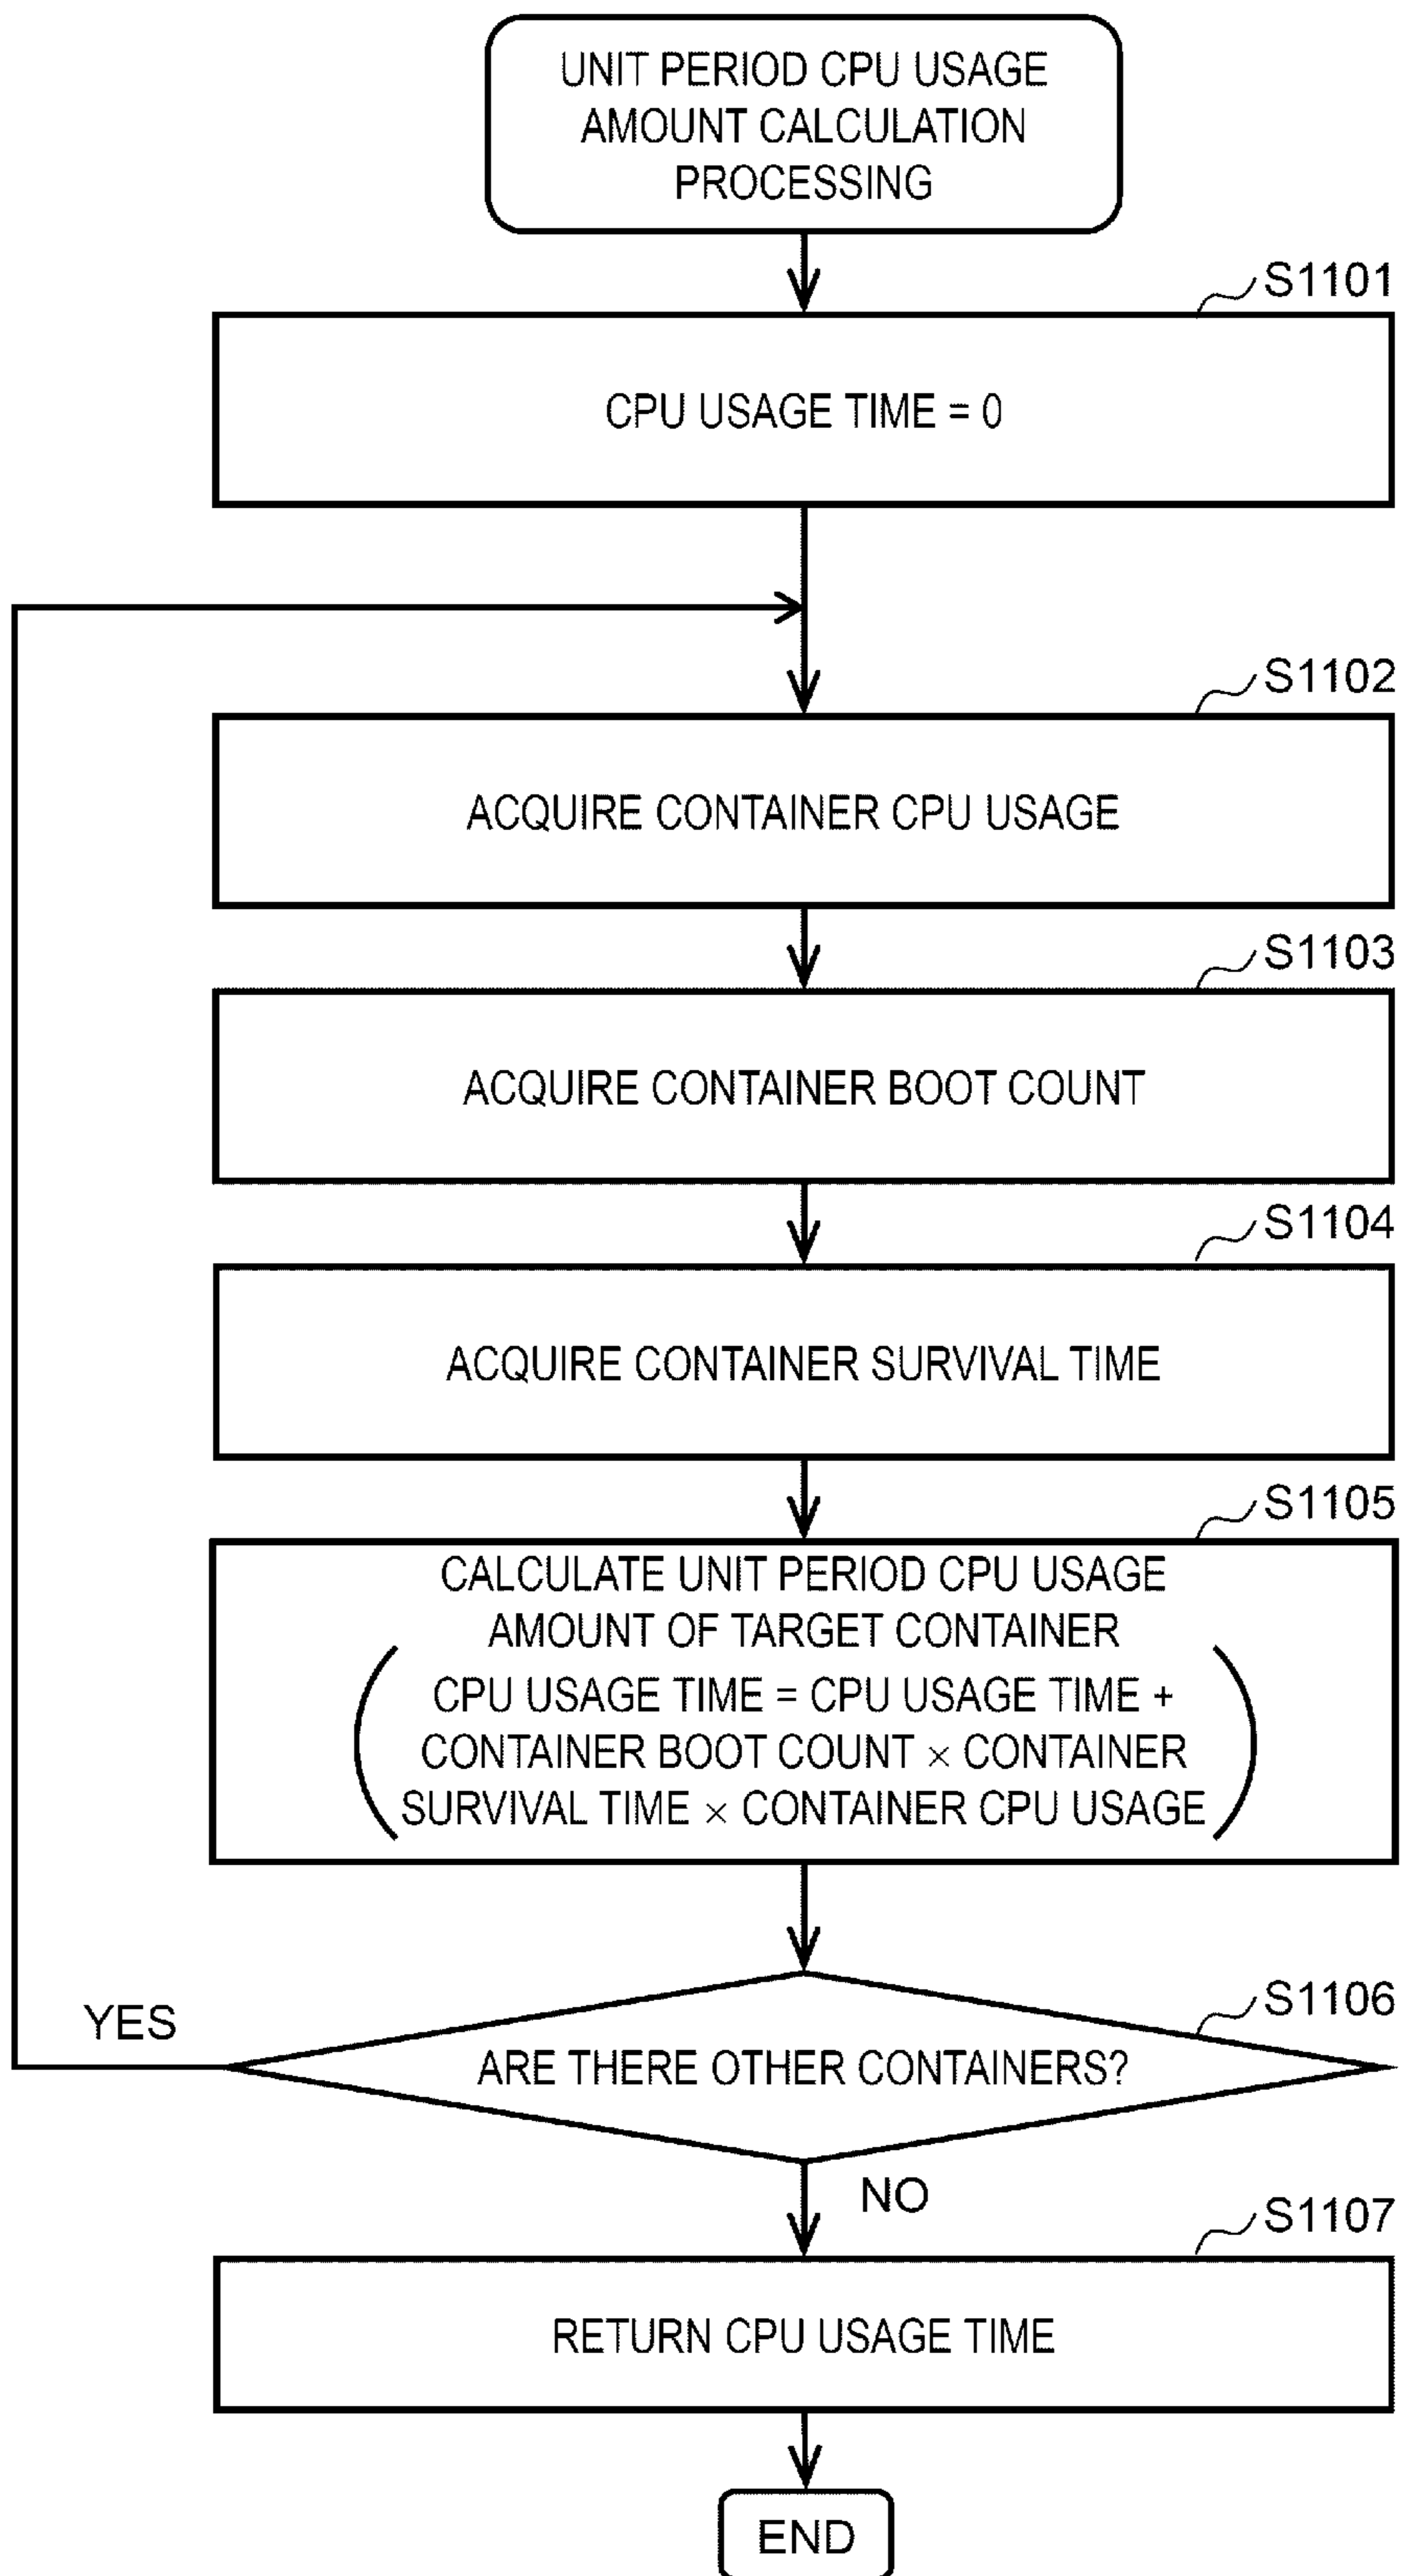 UNIT PERIOD CPU USAGE
AMOUNT CALCULATION
PROCESSING
S1101
CPU USAGE TIME = 0
S1102
ACQUIRE CONTAINER CPU USAGE
S1103
ACQUIRE CONTAINER BOOT COUNT
S1104
ACQUIRE CONTAINER SURVIVAL TIME
S1105
CALCULATE UNIT PERIOD CPU USAGE
AMOUNT OF TARGET CONTAINER
( CPU USAGE TIME = CPU USAGE TIME +
CONTAINER BOOT COUNT × CONTAINER
SURVIVAL TIME × CONTAINER CPU USAGE )
S1106
YES
ARE THERE OTHER CONTAINERS?
NO
S1107
RETURN CPU USAGE TIME
END